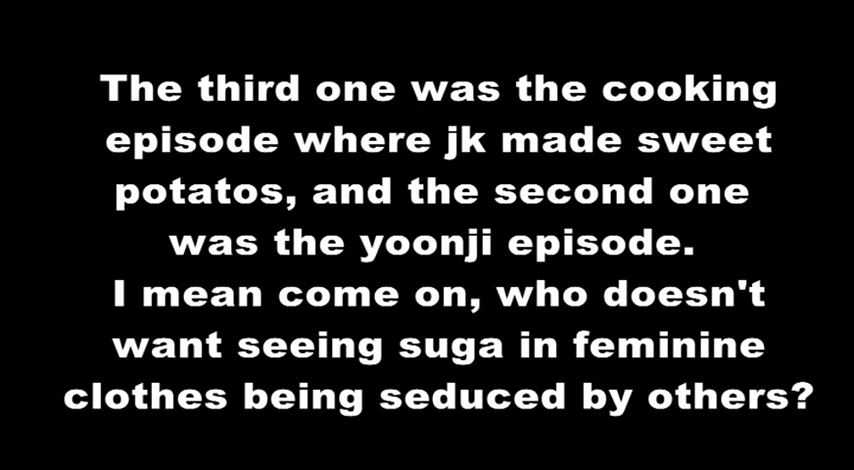 The third one was the cooking
episode where jk made sweet
potatos, and the second one
was the yoonji episode.
I mean come on, who doesn't
want seeing suga in feminine
clothes being seduced by others?